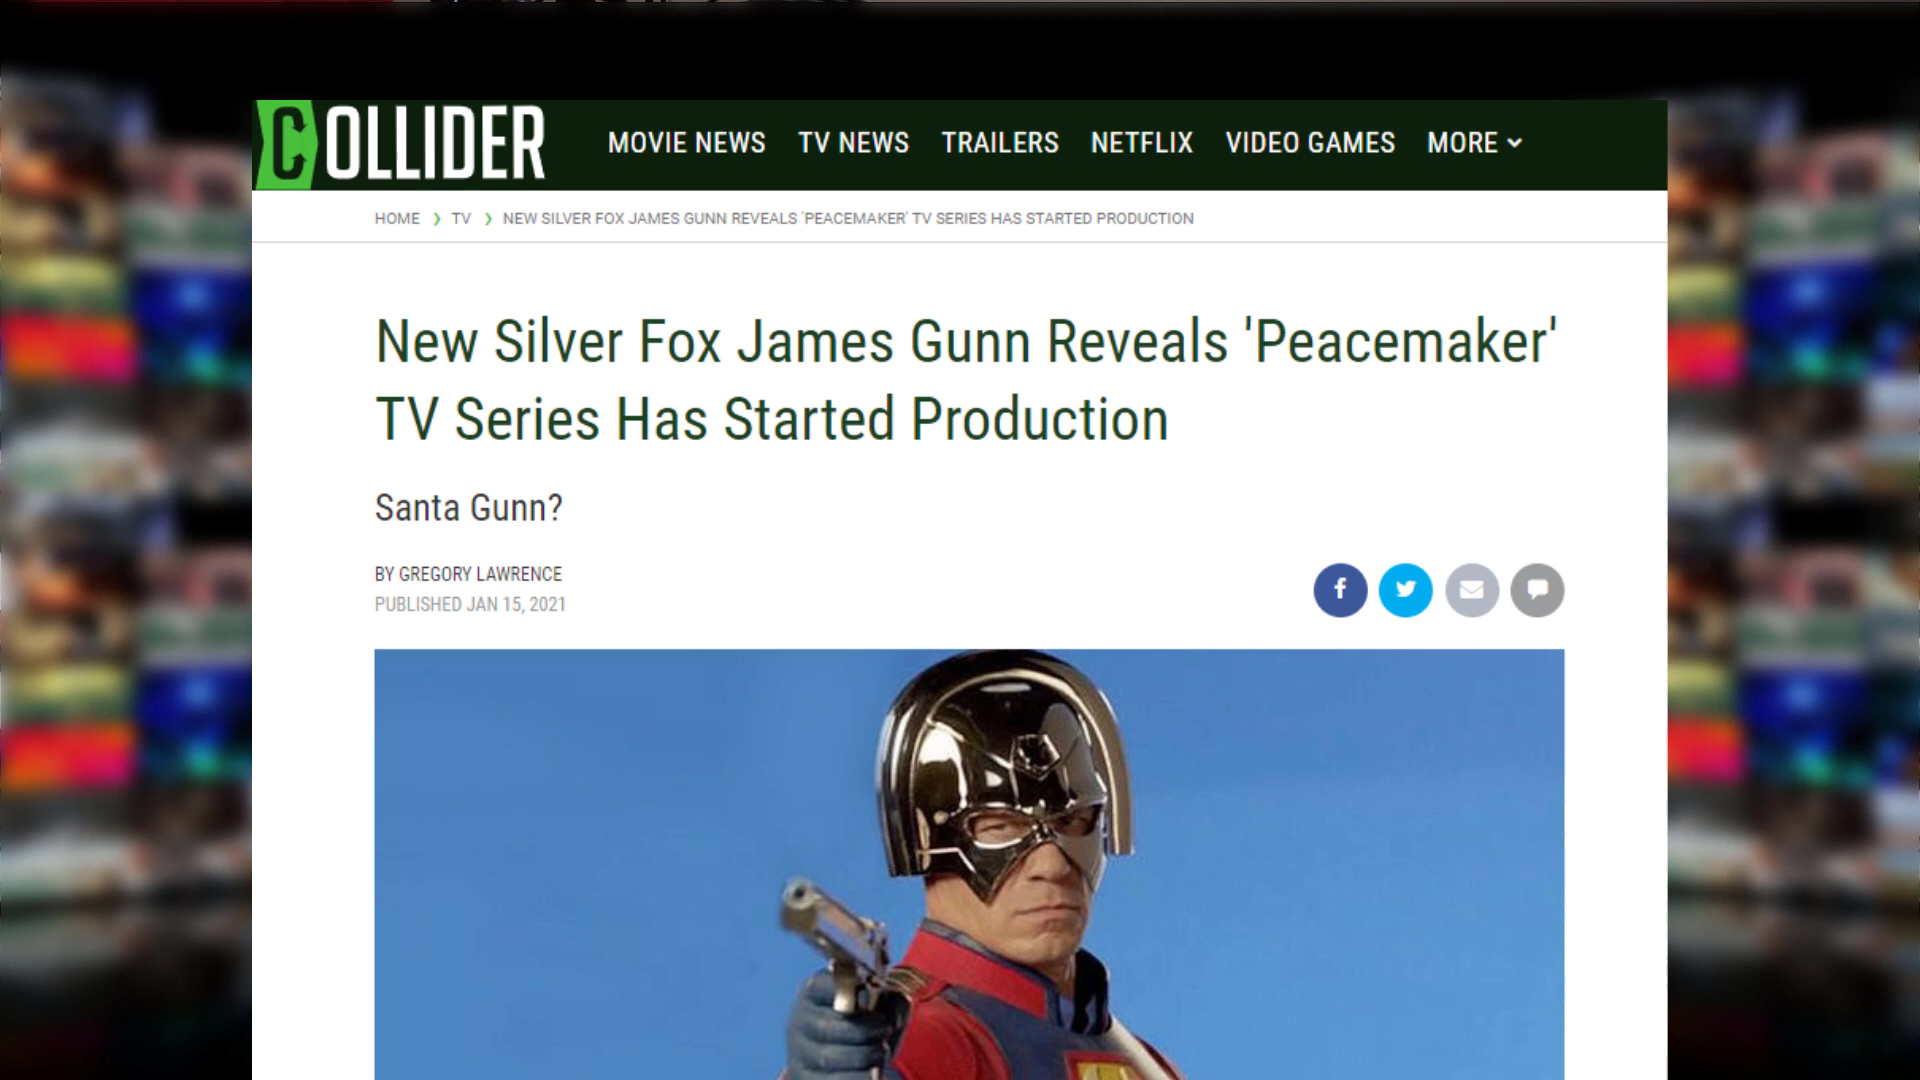 COLLIDER
MOVIE NEWS TV NEWS TRAILERS NETFLIX VIDEO GAMES MORE
HOME > TV > NEW SILVER FOX JAMES GUNN REVEALS 'PEACEMAKER' TV SERIES HAS STARTED PRODUCTION
New Silver Fox James Gunn Reveals 'Peacemaker'
TV Series Has Started Production
Santa Gunn?
BY GREGORY LAWRENCE
PUBLISHED JAN 15, 2021